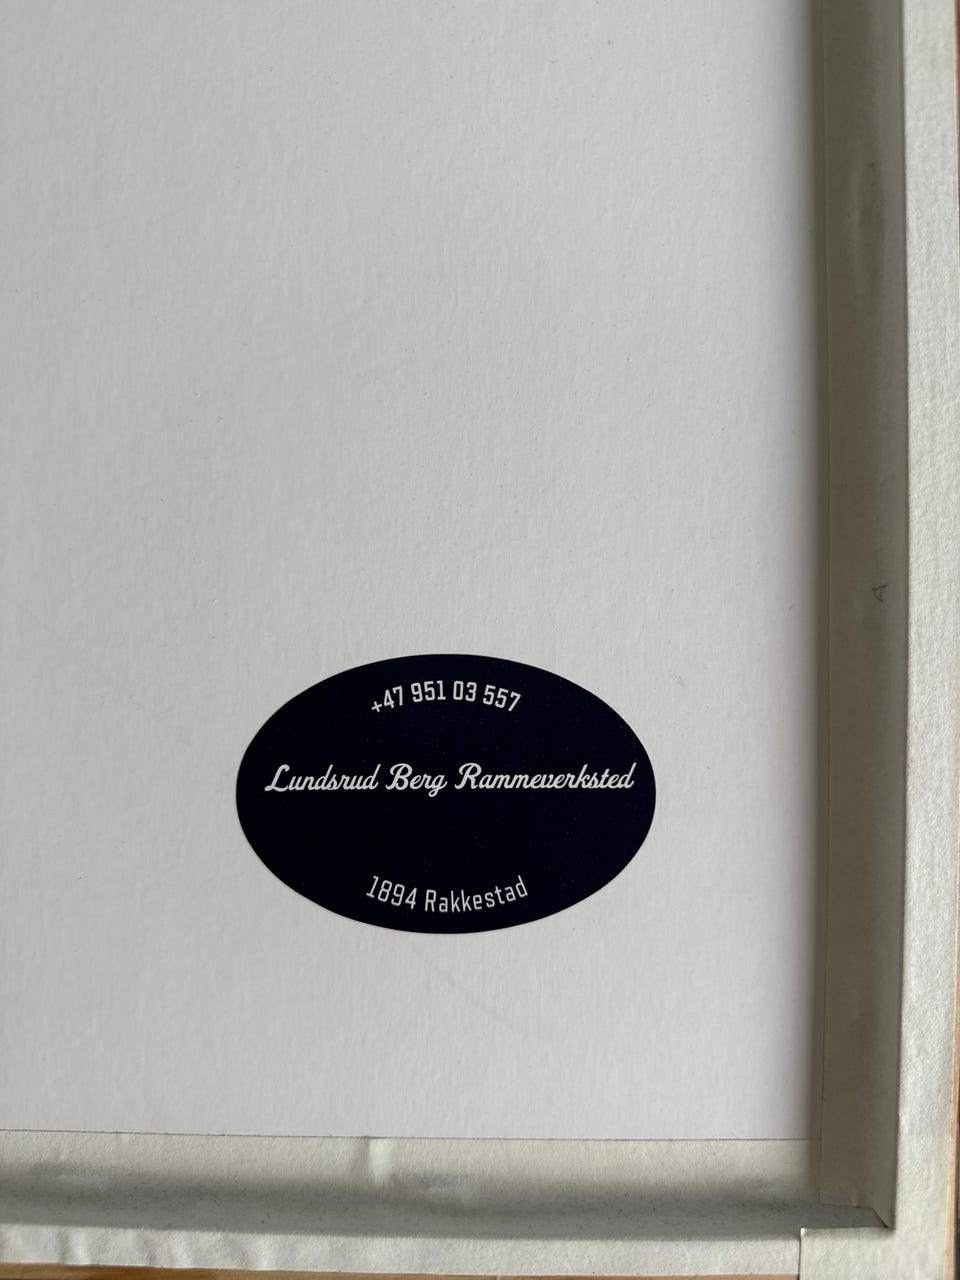 +47 951 03 557
Lundsrud Berg Rammeverksted
1894 Rakkestad